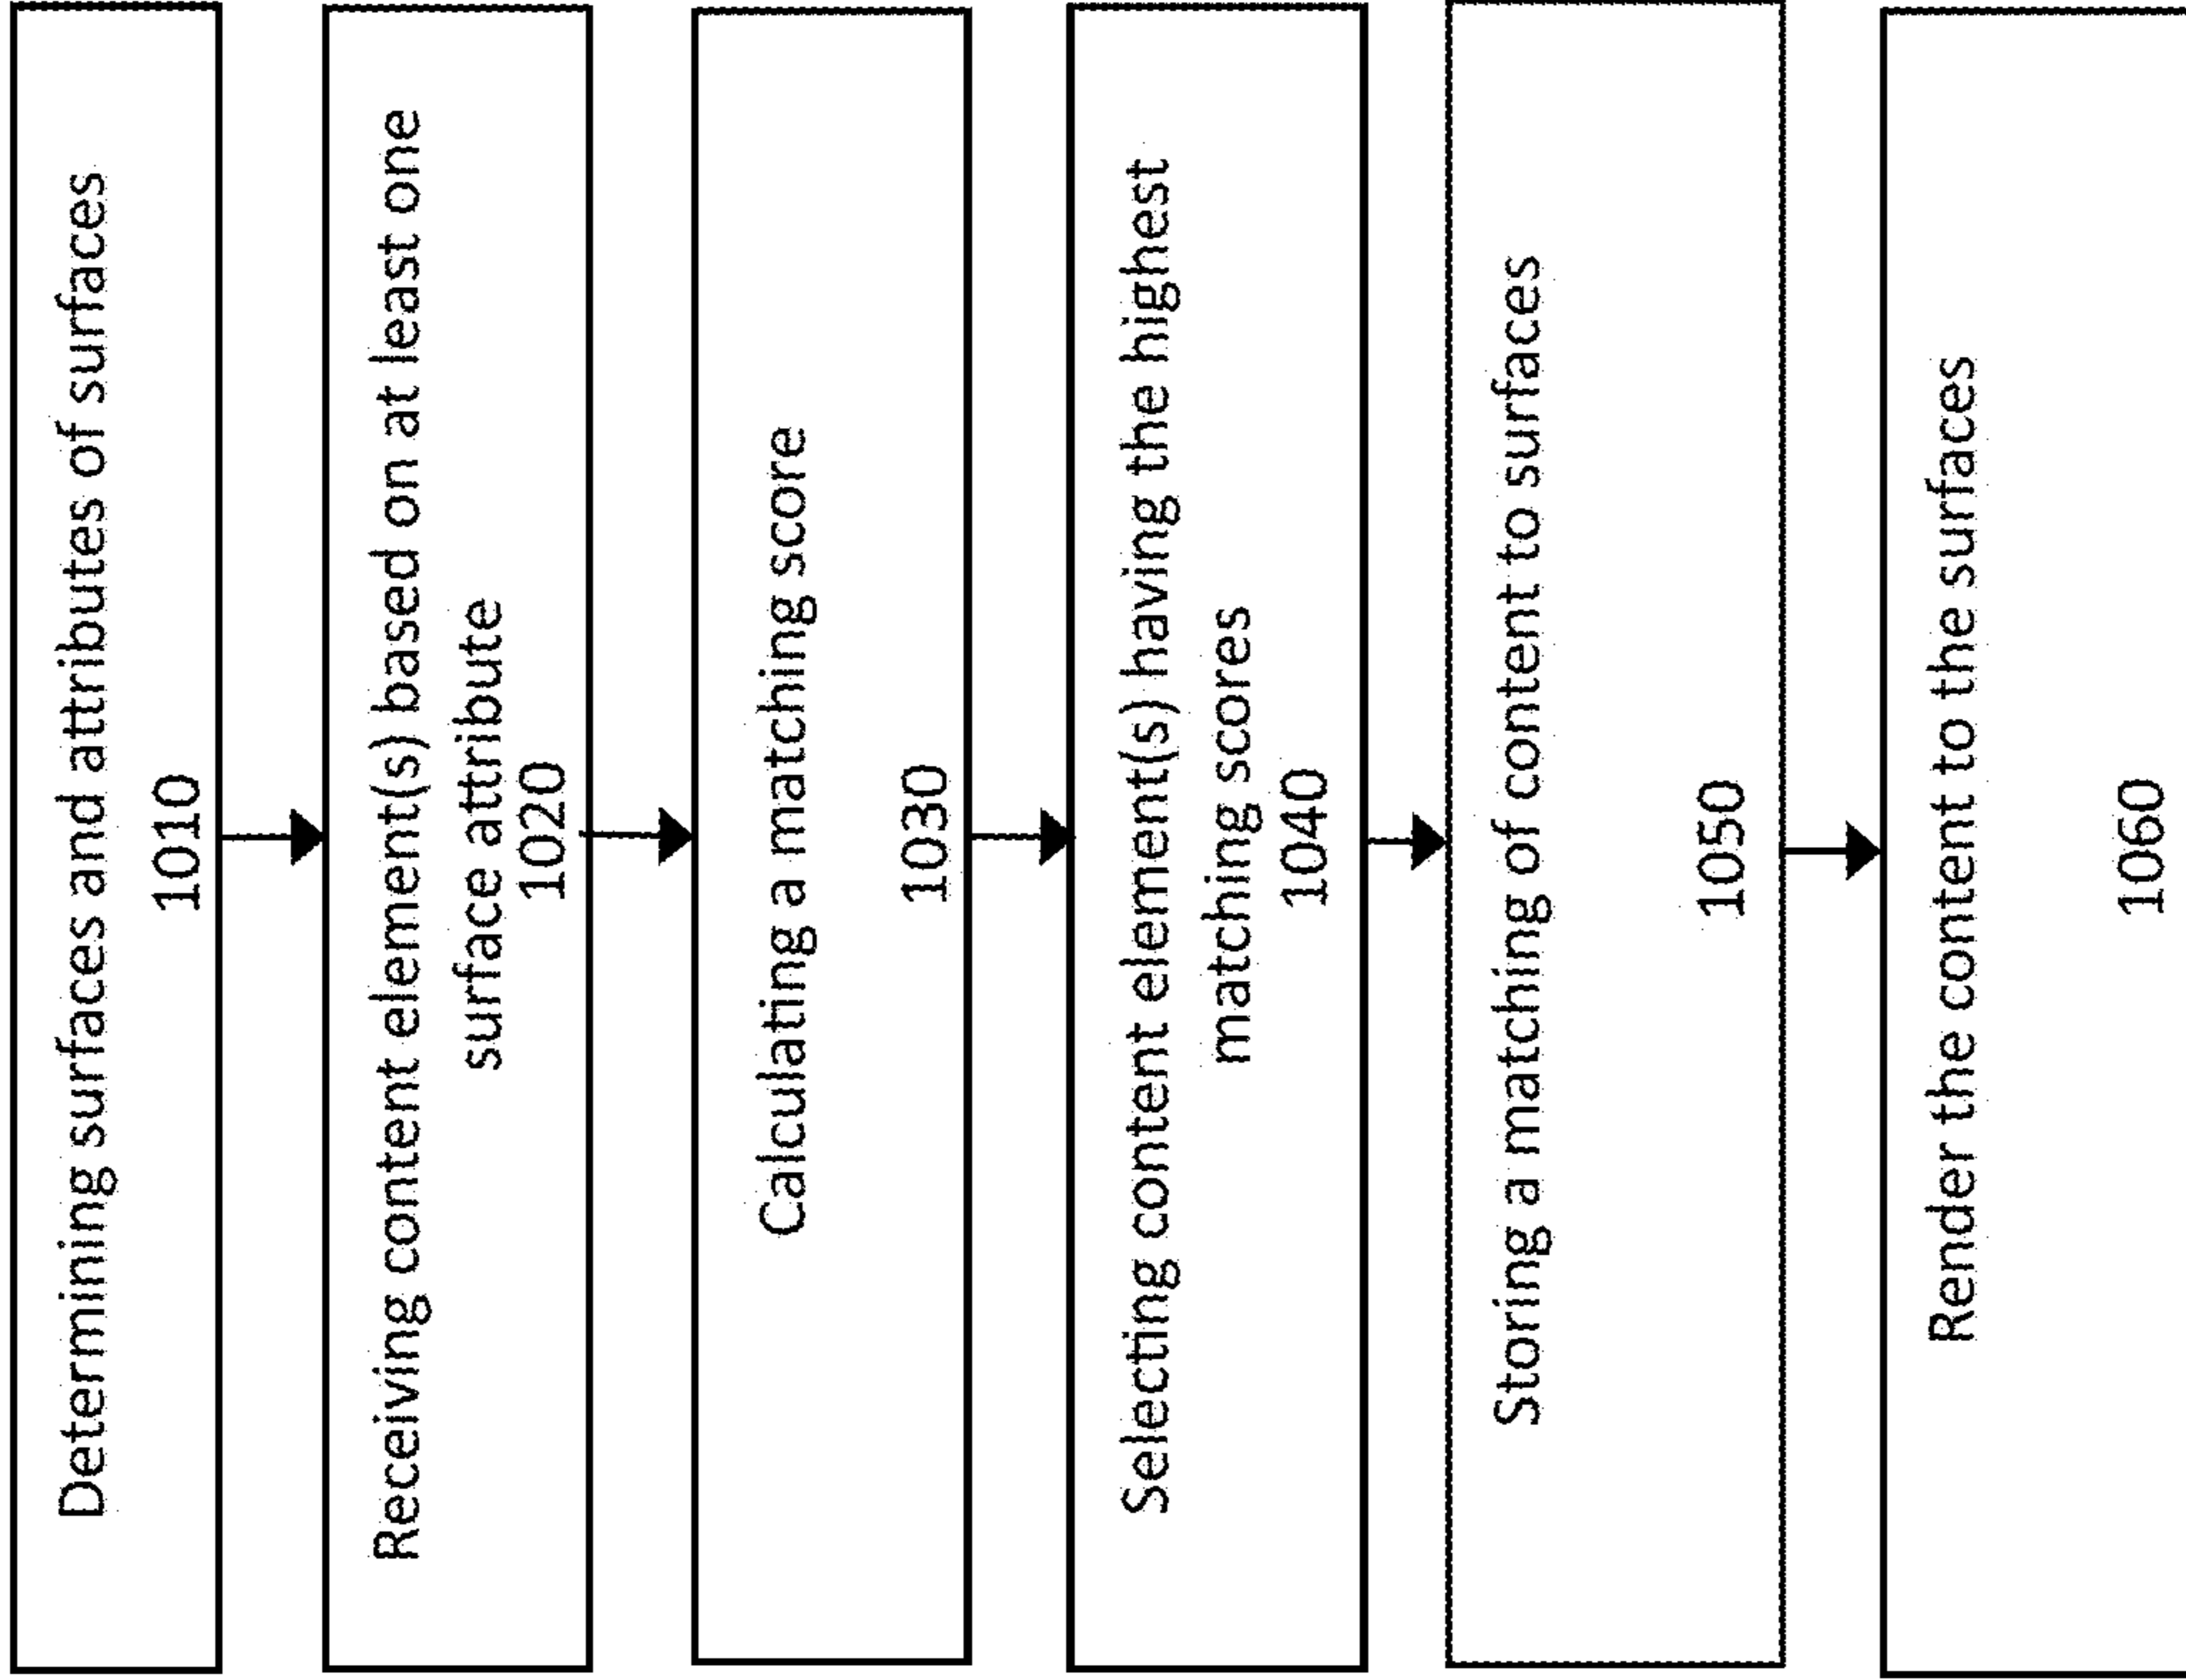 Determining surfaces and attributes of surfaces
1010
Receiving content element(s) based on at least one
surface attribute
1020
Calculating a matching score
1030
Selecting content element(s) having the highest
matching scores
1040
Storing a matching of content to surfaces
1050
Render the content to the surfaces
1060